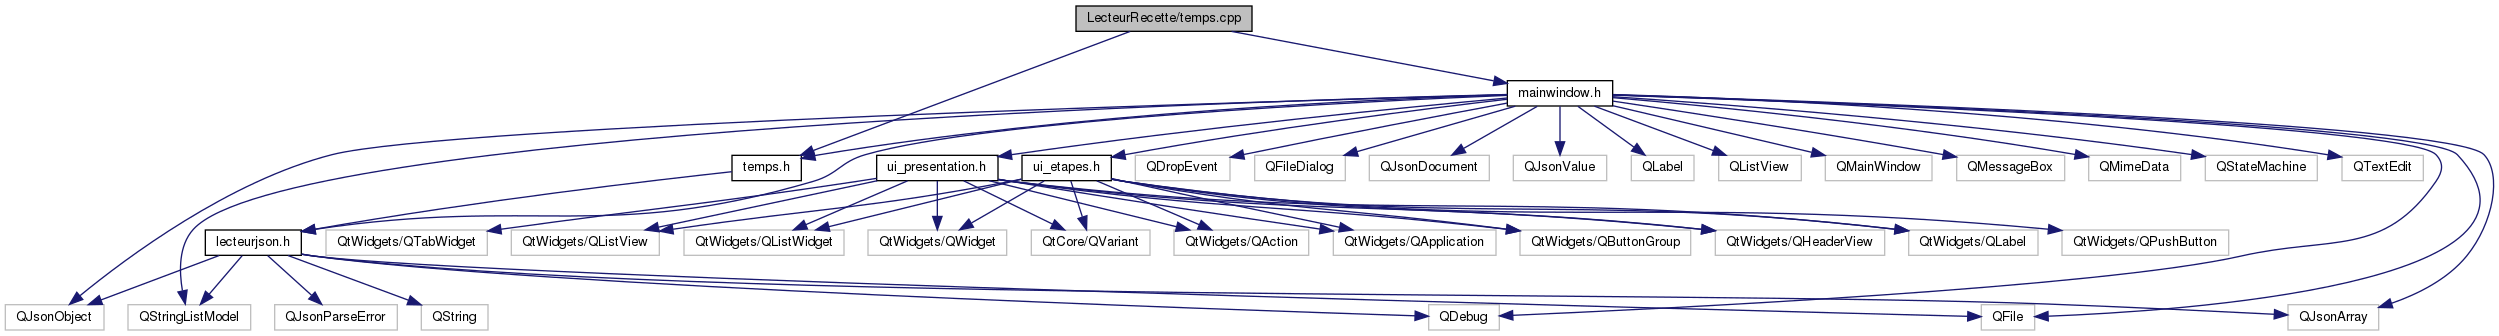 LecteurRecette/temps.cpp
mainwindow.h
temps.h
ui_presentation.h
ui_etapes.h
QDropEvent
QFileDialog
QJsonDocument
QJsonValue
QLabel
QListView
QMainWindow
QMessageBox
QMimeData
QStateMachine
QTextEdit
lecteurjson.h
QtWidgets/QTabWidget
QtWidgets/QListView
QtWidgets/QListWidget
QtWidgets/QWidget
QtCore/QVariant
QtWidgets/QAction
QtWidgets/QApplication
QtWidgets/QButtonGroup
QtWidgets/QHeaderView
QtWidgets/QLabel
QtWidgets/QPushButton
QJsonObject
QStringListModel
QJsonParseError
QString
QDebug
QFile
QJsonArray